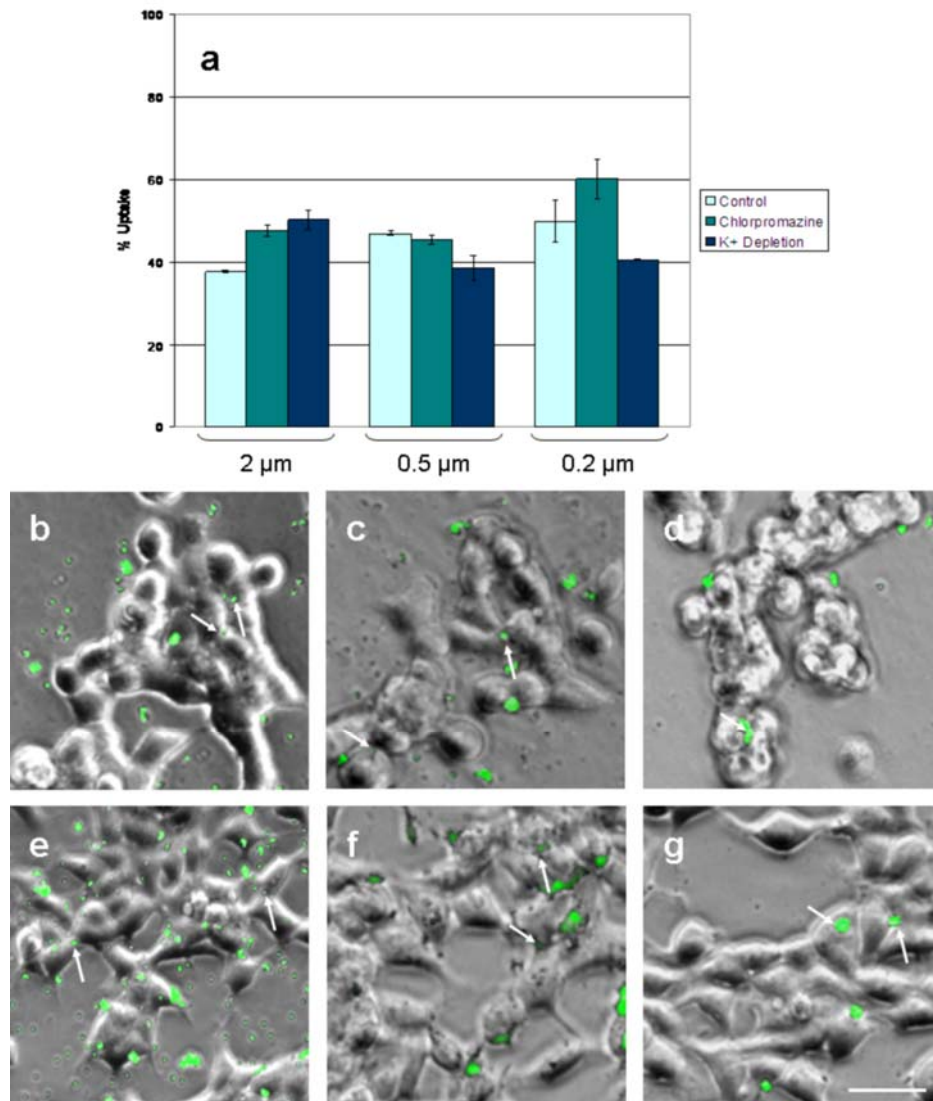 100
80
60
40
20
0
% Uptake
a
Control
Chlorpromazine
K+ Depletion
2 µm
0.5 µm
0.2 µm
b
c
d
e
f
g